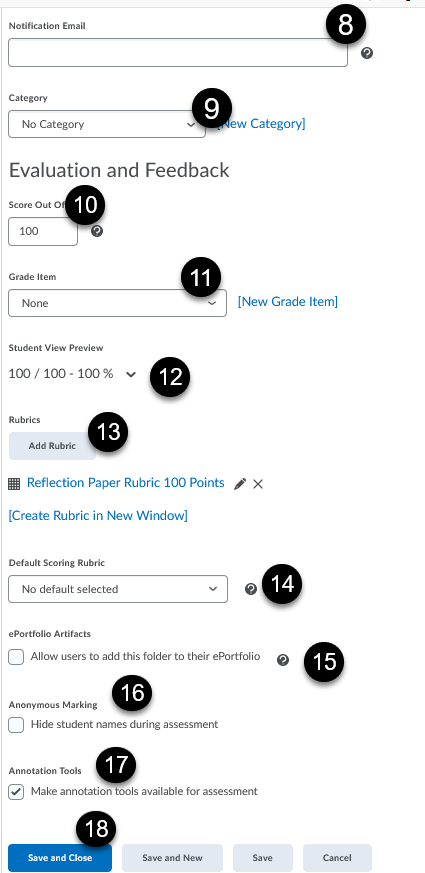 8
Notification Email
9
Category
No Category
[New Category]
Evaluation and Feedback
10
Score Out Of
100
11
Grade Item
None
[New Grade Item]
Student View Preview
100 / 100 - 100 %
12
13
Rubrics
Add Rubric
Reflection Paper Rubric 100 Points
[Create Rubric in New Window]
Default Scoring Rubric
No default selected
14
ePortfolio Artifacts
Allow users to add this folder to their ePortfolio
15
16
Anonymous Marking
Hide student names during assessment
17
Annotation Tools
Make annotation tools available for assessment
18
Save and Close Save and New Save Cancel